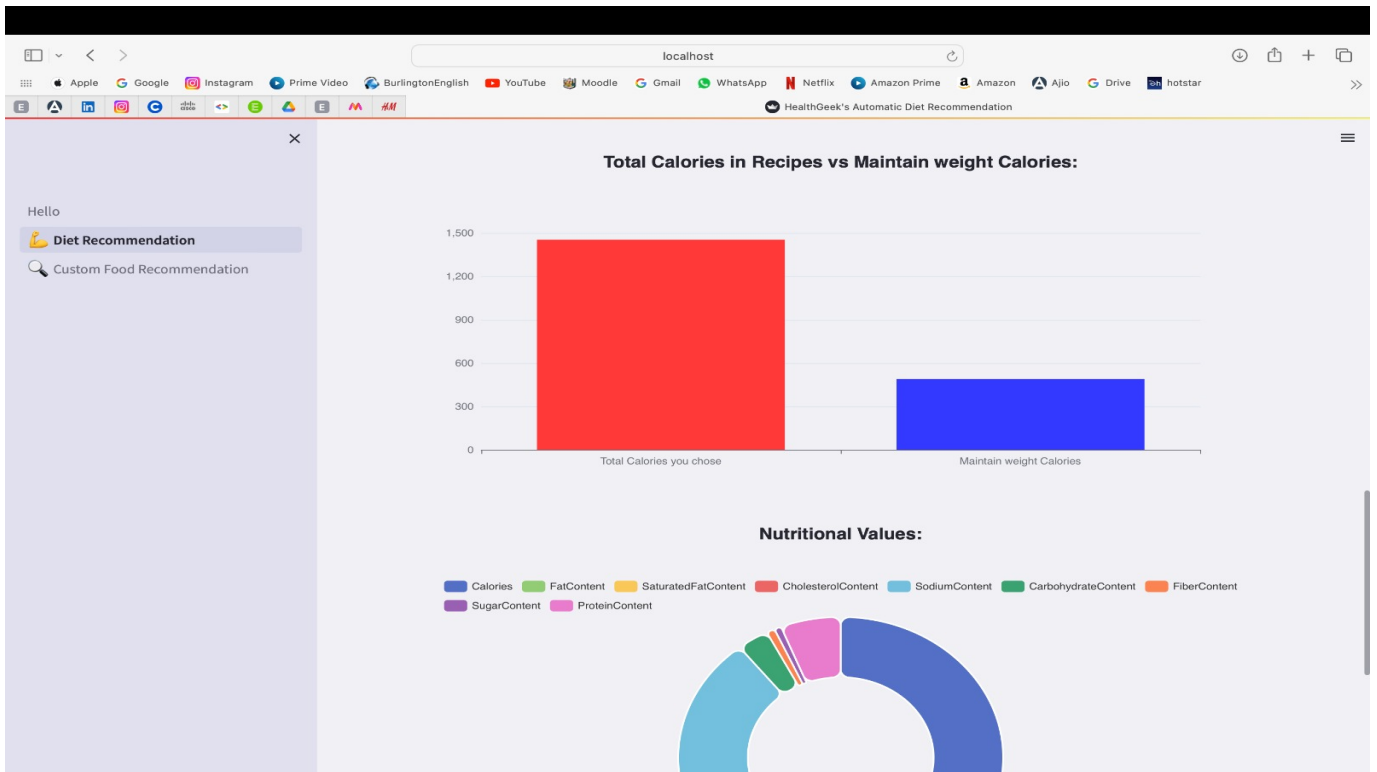 localhost
Apple Google Instagram Prime Video BurlingtonEnglish YouTube Moodle Gmail WhatsApp Netflix Amazon Prime Amazon Ajio Drive hotstar
HealthGeek's Automatic Diet Recommendation
Hello
Diet Recommendation
Custom Food Recommendation
Total Calories in Recipes vs Maintain weight Calories:
1,500
1,200
900
600
300
0
Total Calories you chose Maintain weight Calories
Nutritional Values:
Calories FatContent SaturatedFatContent CholesterolContent SodiumContent CarbohydrateContent FiberContent
SugarContent ProteinContent